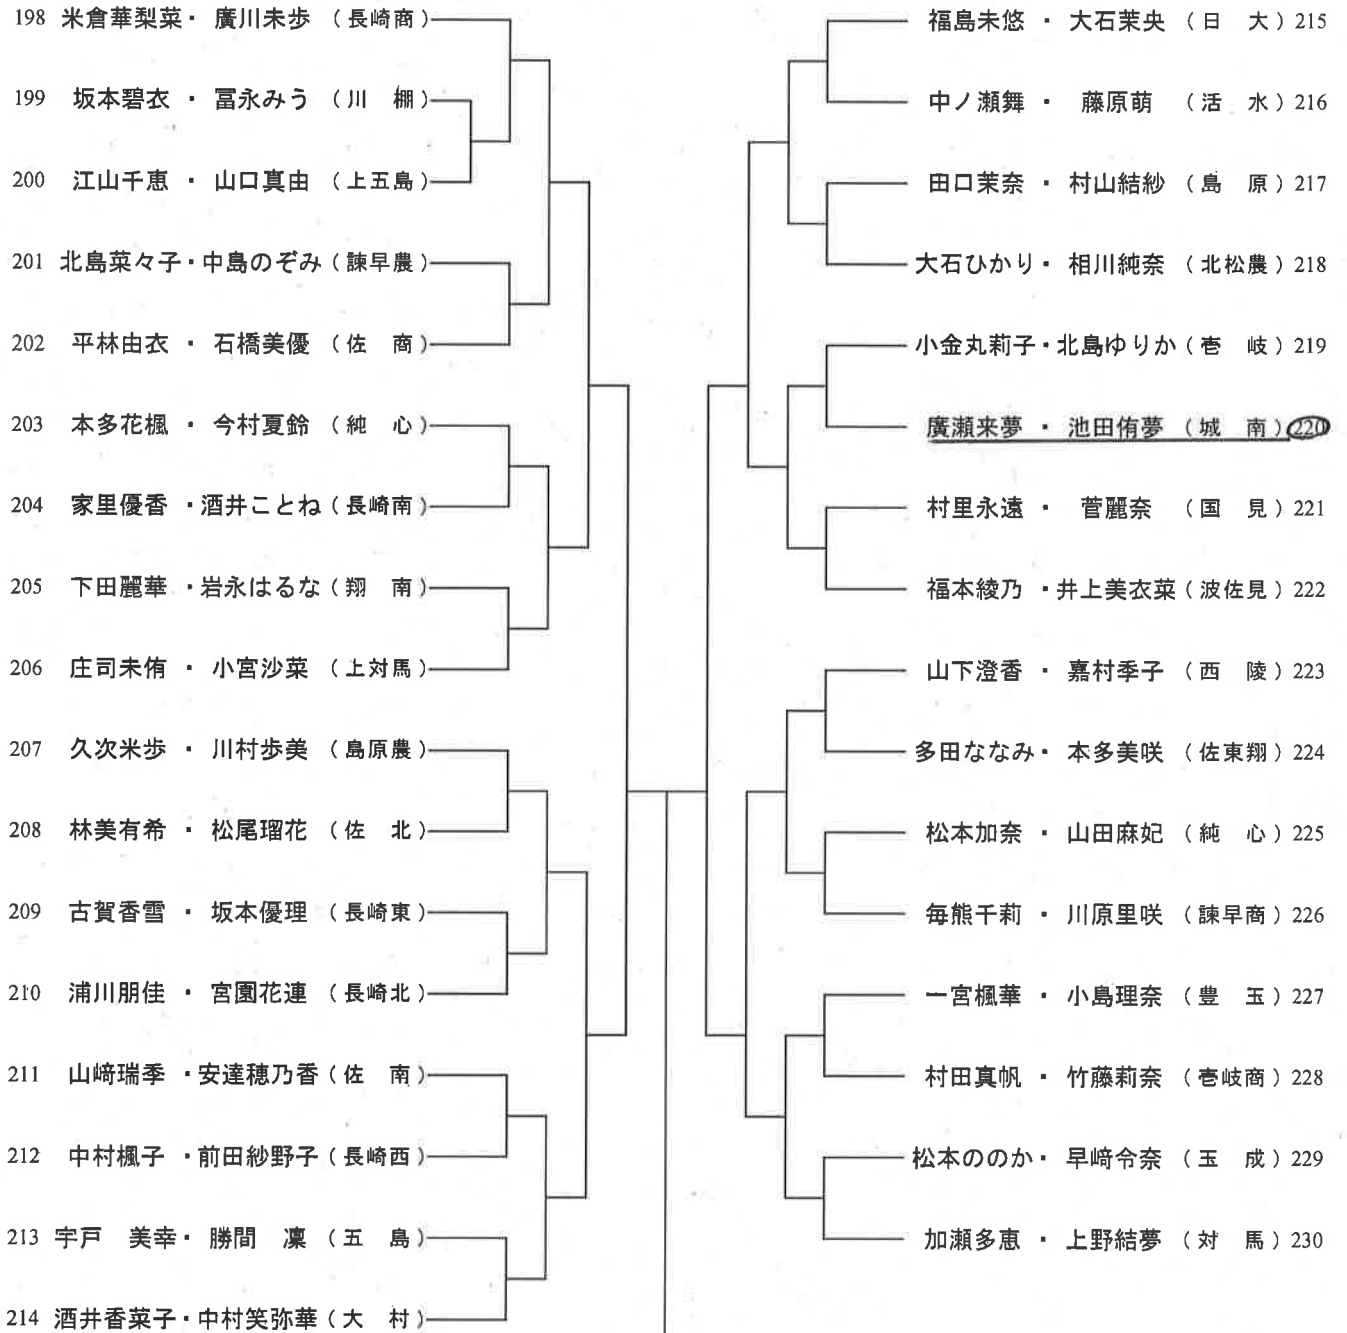 198 米倉華梨菜・廣川未歩（長崎商）
199 坂本碧衣・冨永みう（川棚）
200 江山千恵・山口真由（上五島）
201 北島菜々子・中島のぞみ（諫早農）
202 平林由衣・石橋美優（佐商）
203 本多花楓・今村夏鈴（純心）
204 家里優香・酒井ことね（長崎南）
205 下田麗華・岩永はるな（翔南）
206 庄司未侑・小宮沙菜（上対馬）
207 久次米歩・川村歩美（島原農）
208 林美有希・松尾瑠花（佐北）
209 古賀香雪・坂本優理（長崎東）
210 浦川朋佳・宮園花連（長崎北）
211 山﨑瑞季・安達穂乃香（佐南）
212 中村楓子・前田紗野子（長崎西）
213 宇戸　美幸・勝間　凜（五島）
214 酒井香菜子・中村笑弥華（大村）
福島未悠・大石茉央（日大）215
中ノ瀬舞・藤原萌（活水）216
田口茉奈・村山結紗（島原）217
大石ひかり・相川純奈（北松農）218
小金丸莉子・北島ゆりか（壱岐）219
廣瀬来夢・池田侑夢（城南）220
村里永遠・菅麗奈（国見）221
福本綾乃・井上美衣菜（波佐見）222
山下澄香・嘉村季子（西陵）223
多田ななみ・本多美咲（佐東翔）224
松本加奈・山田麻妃（純心）225
毎熊千莉・川原里咲（諫早商）226
一宮楓華・小島理奈（豊玉）227
村田真帆・竹藤莉奈（壱岐商）228
松本ののか・早﨑令奈（玉成）229
加瀬多恵・上野結夢（対馬）230